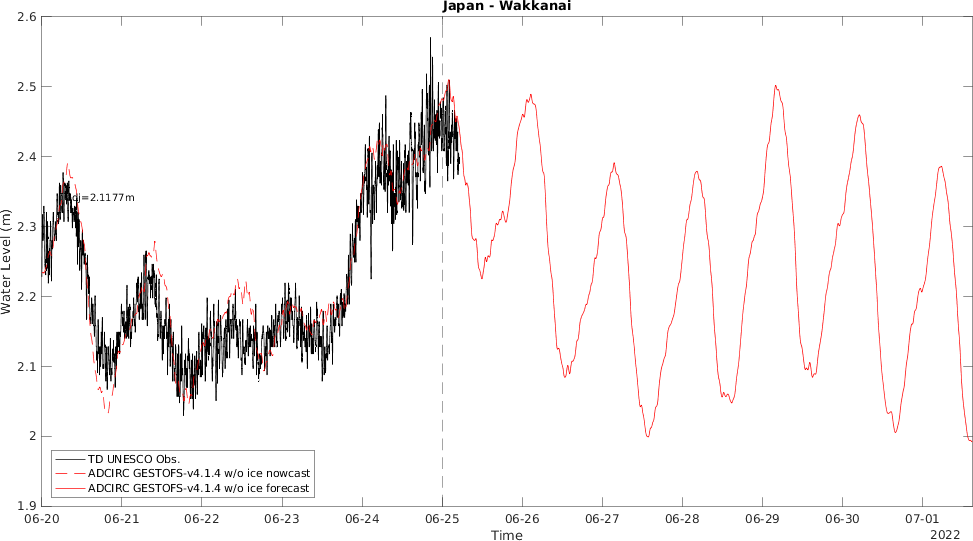 Japan - Wakkanai
2.6
2.5
2.4
2.3
2.2
2.1
2
1.9
Water Level (m)
=2.1177m
TD UNESCO Obs.
ADCIRC GESTOFS-v4.1.4 w/o ice nowcast
ADCIRC GESTOFS-v4.1.4 w/o ice forecast
06-20 06-21 06-22 06-23 06-24 06-25 06-26 06-27 06-28 06-29 06-30 07-01
2022
Time